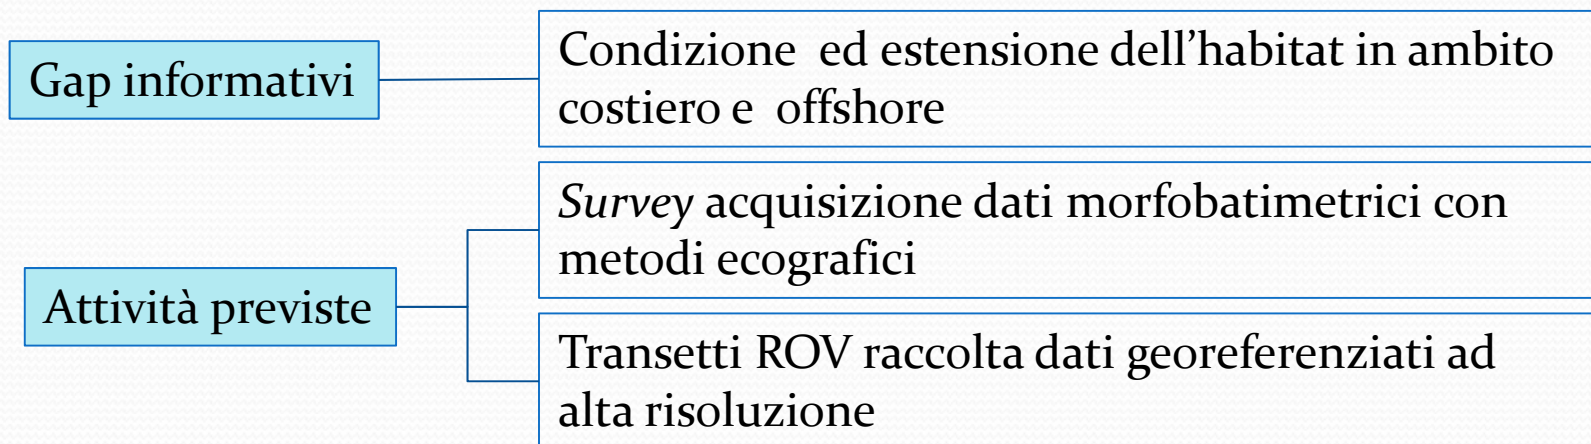 Gap informativi
Condizione ed estensione dell'habitat in ambito
costiero e offshore
Survey acquisizione dati morfobatimetrici con
metodi ecografici
Attività previste
Transetti ROV raccolta dati georeferenziati ad
alta risoluzione